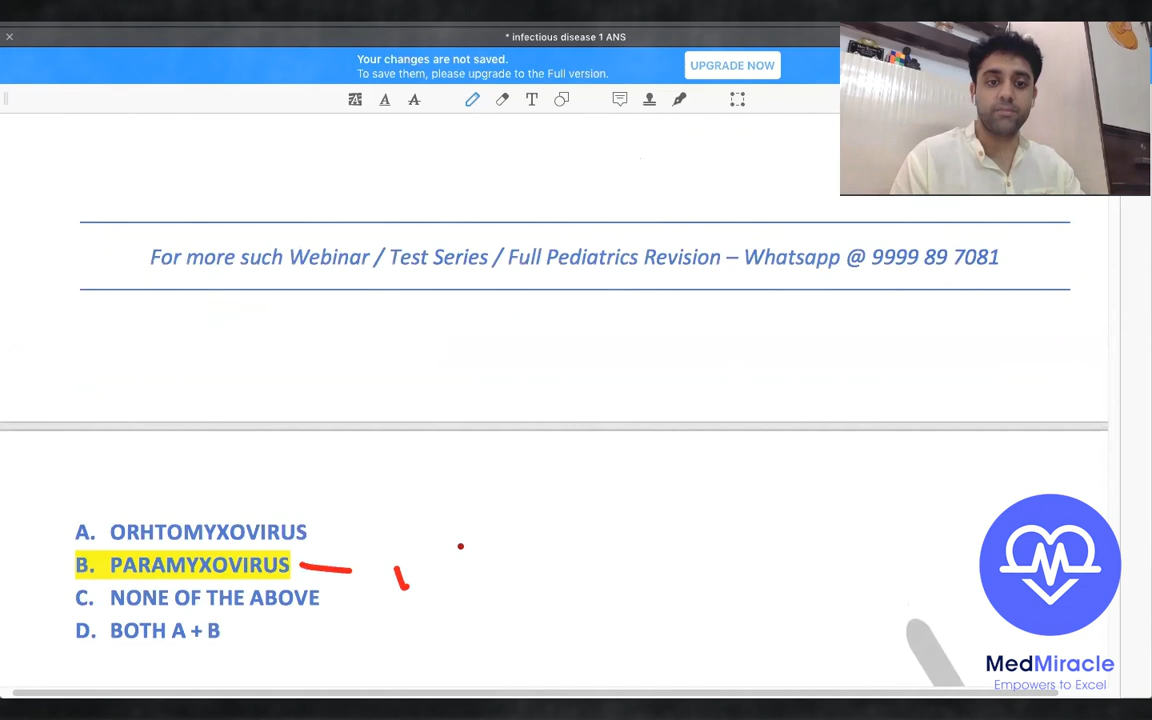 * infectious disease 1 ANS
Your changes are not saved.
To save them, please upgrade to the Full version.
UPGRADE NOW
For more such Webinar / Test Series / Full Pediatrics Revision – Whatsapp @ 9999 89 7081
A. ORHTOMYXOVIRUS
B. PARAMYXOVIRUS
C. NONE OF THE ABOVE
D. BOTH A + B
MedMiracle
Empowers to Excel